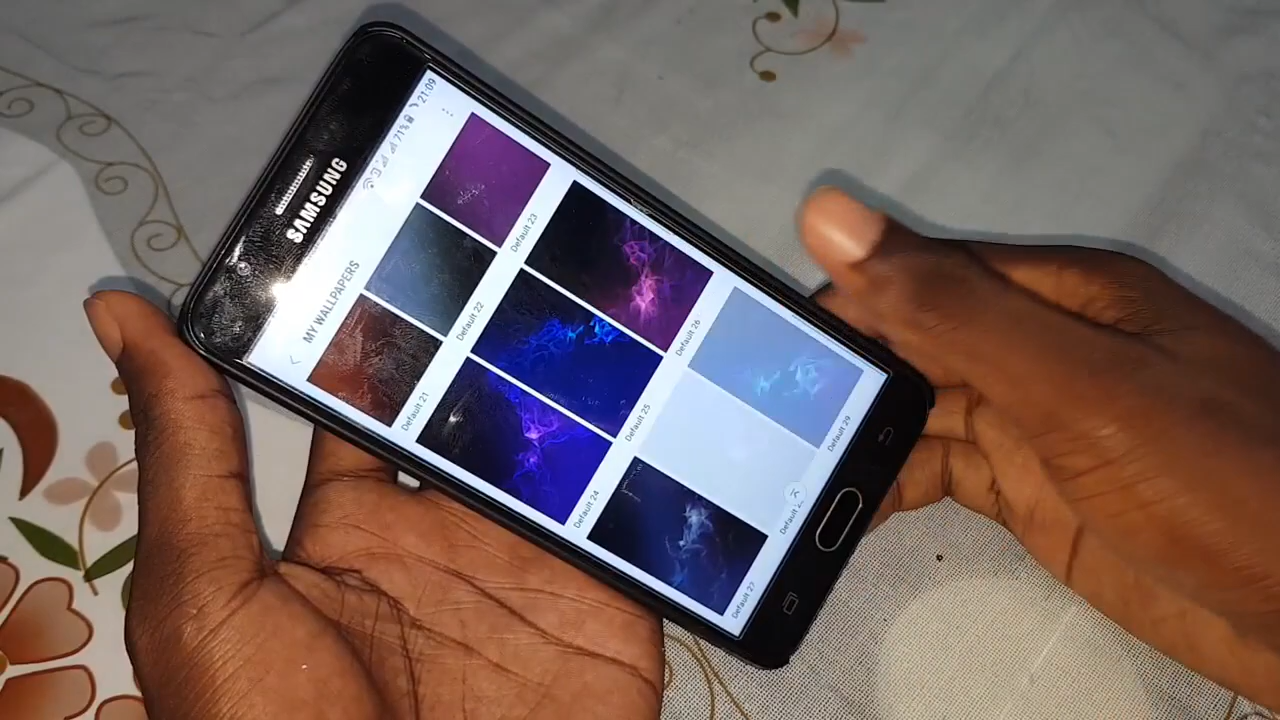 SAMSUNG
71% 21:09
MY WALLPAPERS
Default 21
Default 22
Default 23
Default 24
Default 25
Default 26
Default 27
Default 29